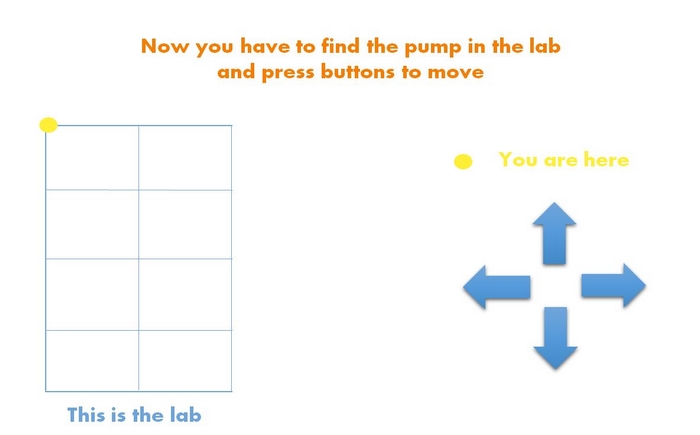 Now you have to find the pump in the lab
and press buttons to move
You are here
This is the lab